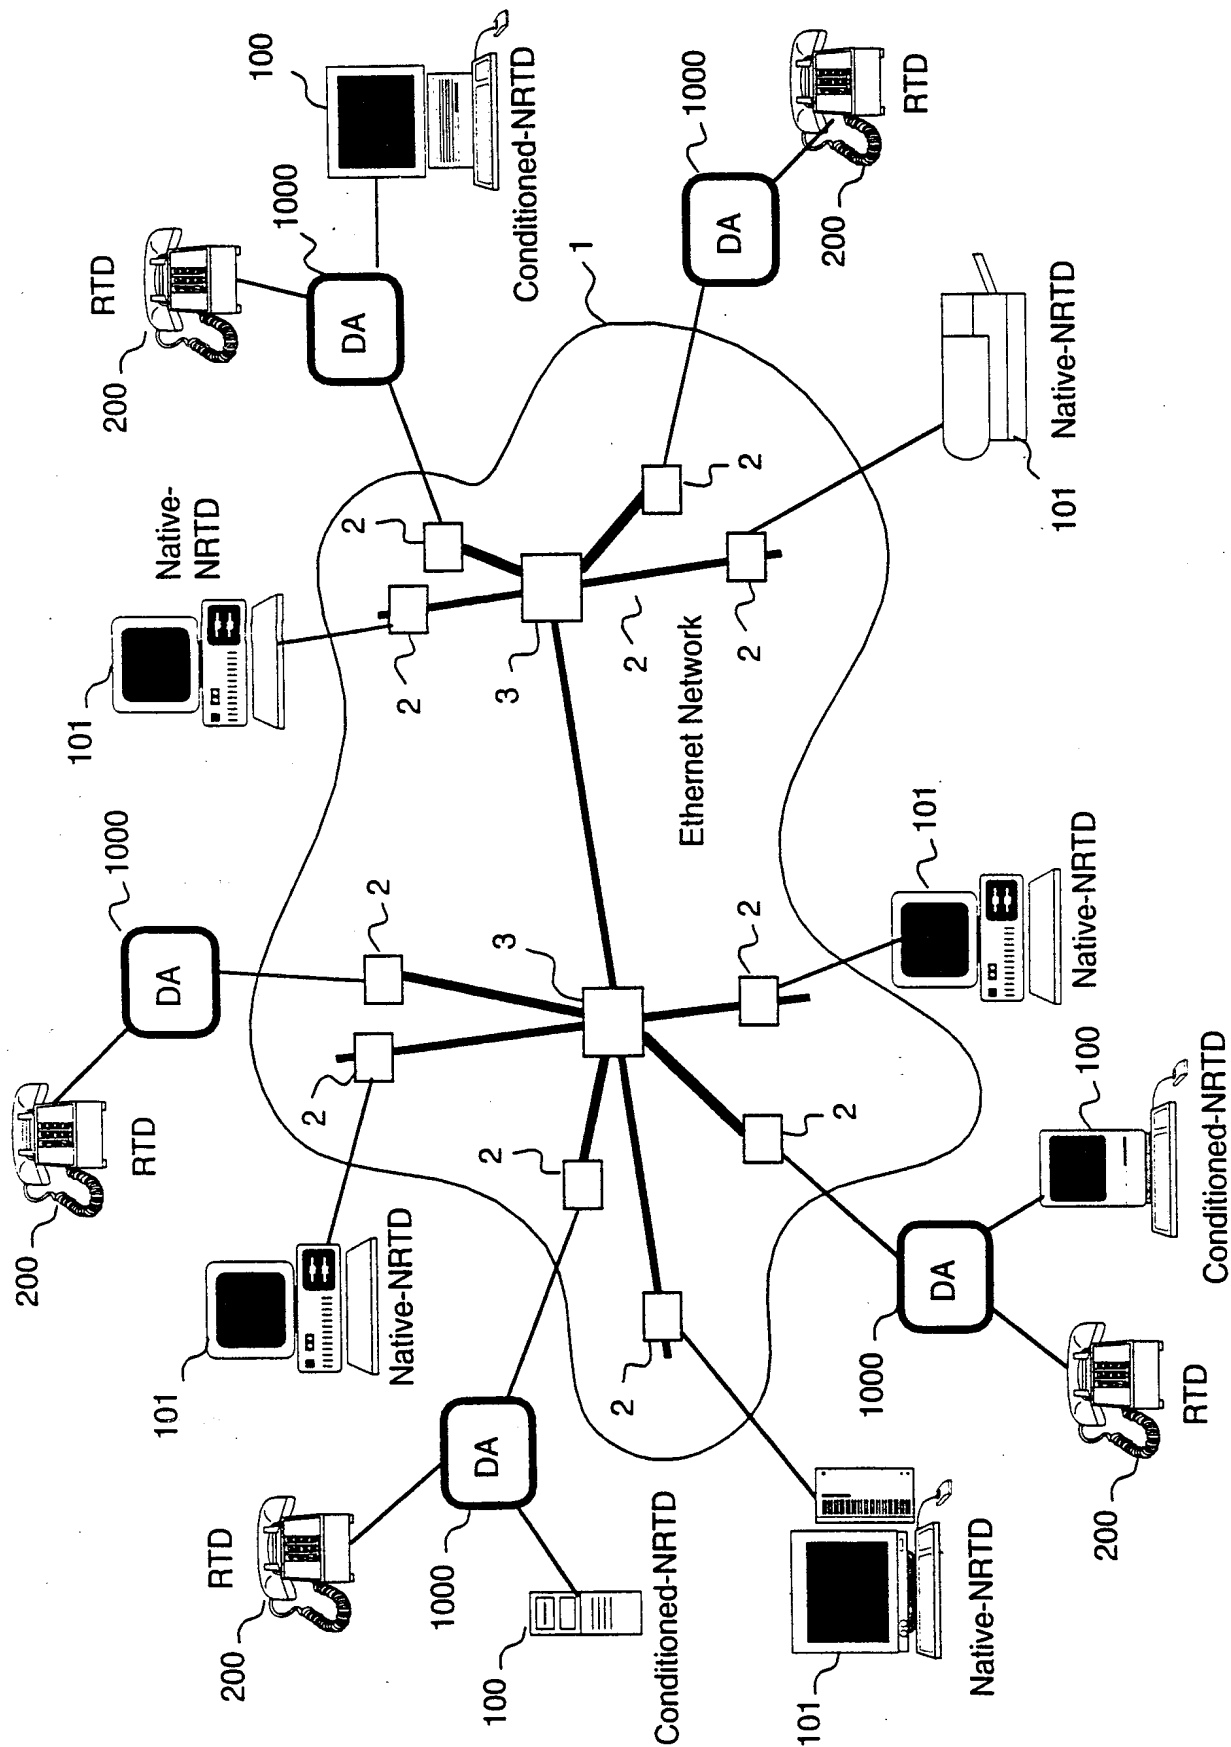 200
RTD
101
1000
RTD
200
101
DA
Native-
NRTD
RTD
200
100
1000
DA
Native-NRTD
2
2
2
2
1000
DA
2
3
100
3
Conditioned-NRTD
2
2
Conditioned-NRTD
Ethernet Network
1
2
2
2
1000
DA
101
2
1000
DA
101
200
RTD
Native-NRTD
100
101
Native-NRTD
Native-NRTD
200
RTD
Conditioned-NRTD